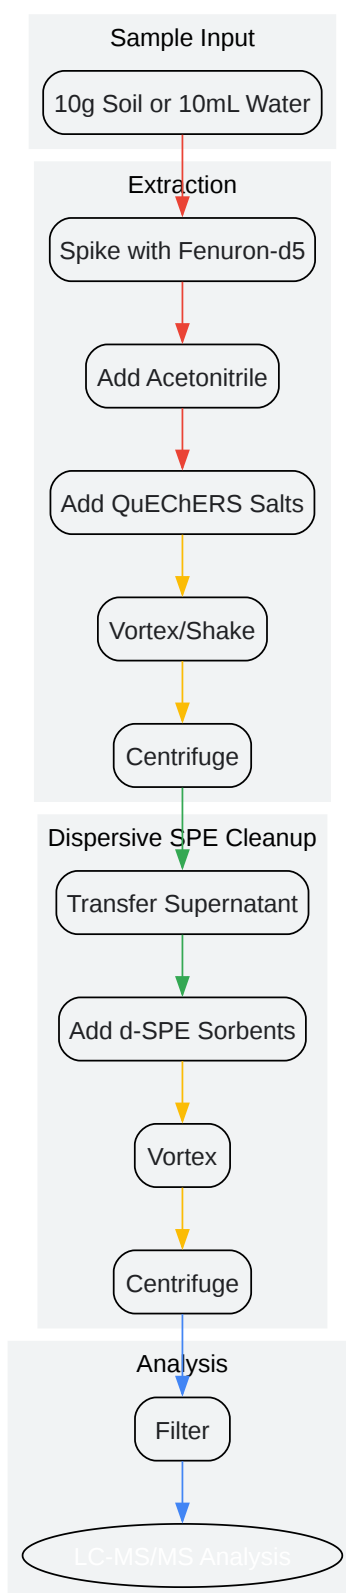 Sample Input
10g Soil or 10mL Water
Extraction
Spike with Fenuron-d5
Add Acetonitrile
Add QuEChERS Salts
Vortex/Shake
Centrifuge
Dispersive SPE Cleanup
Transfer Supernatant
Add d-SPE Sorbents
Vortex
Centrifuge
Analysis
Filter
LC-MS/MS Analysis